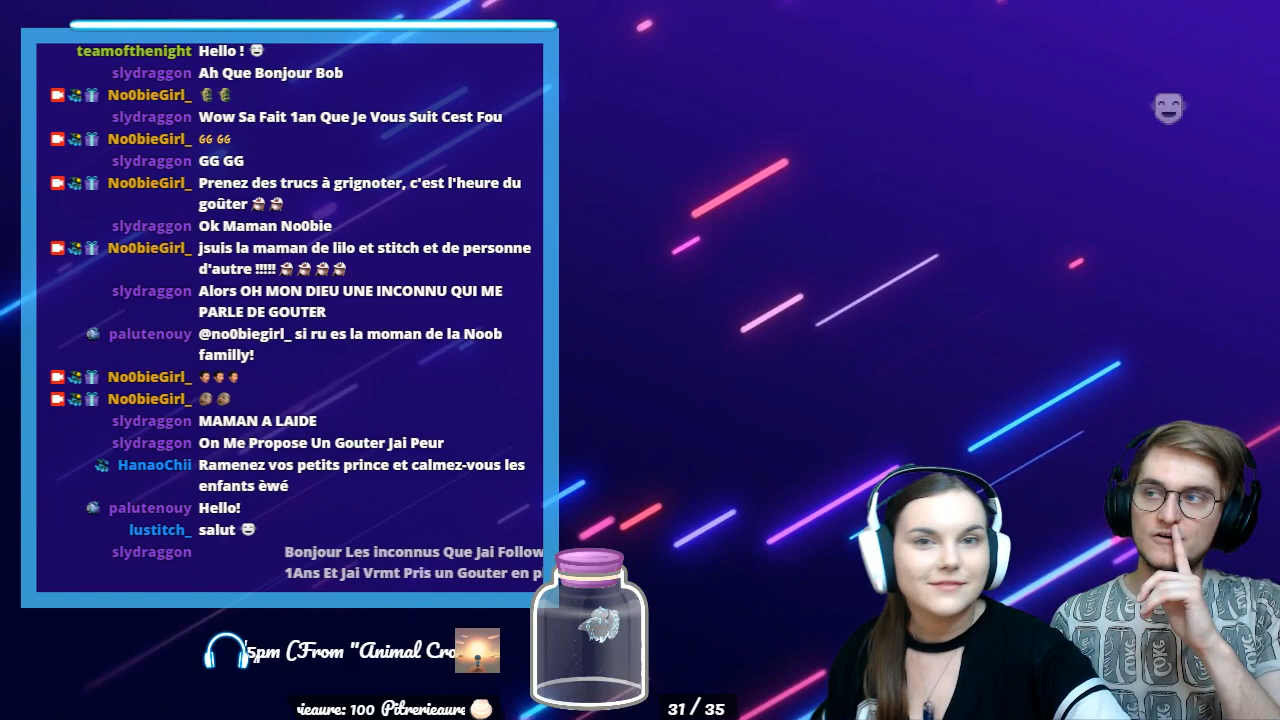 teamofthenight Hello !
slydraggon Ah Que Bonjour Bob
No0bieGirl_
slydraggon Wow Sa Fait 1an Que Je Vous Suit Cest Fou
No0bieGirl_ GG GG
slydraggon GG GG
No0bieGirl_ Prenez des trucs à grignoter, c'est l'heure du
goûter
slydraggon Ok Maman No0bie
No0bieGirl_ jsuis la maman de lilo et stitch et de personne
d'autre !!!!!
slydraggon Alors OH MON DIEU UNE INCONNU QUI ME
PARLE DE GOUTER
palutenouy @no0biegirl_ si ru es la moman de la Noob
familly!
No0bieGirl_
No0bieGirl_
slydraggon MAMAN A LAIDE
slydraggon On Me Propose Un Gouter Jai Peur
HanaoChii Ramenez vos petits prince et calmez-vous les
enfants èwé
palutenouy Hello!
lustitch_ salut
slydraggon Bonjour Les inconnus Que Jai Follow
1Ans Et Jai Vrmt Pris un Gouter en p
5pm (From "Animal Cro
rieaure: 100 Pitrerieaure
31 / 35